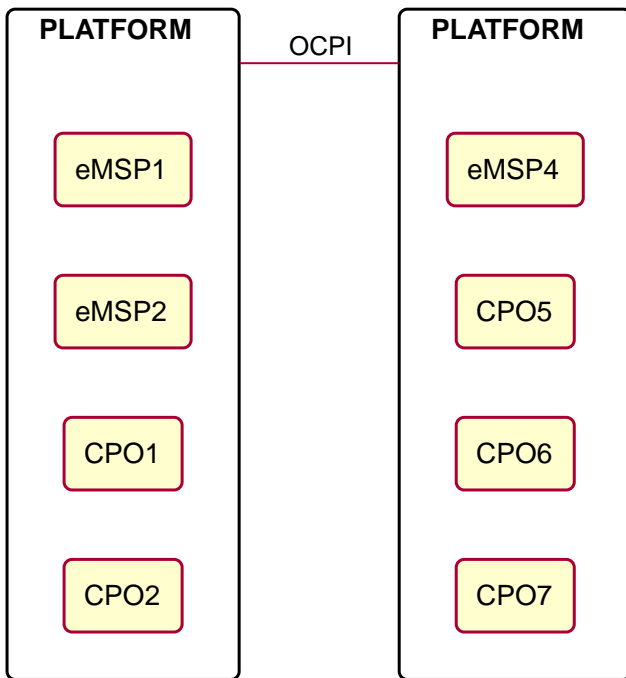 PLATFORM
OCPI
PLATFORM
eMSP1
eMSP4
eMSP2
CPO5
CPO1
CPO6
CPO2
CPO7